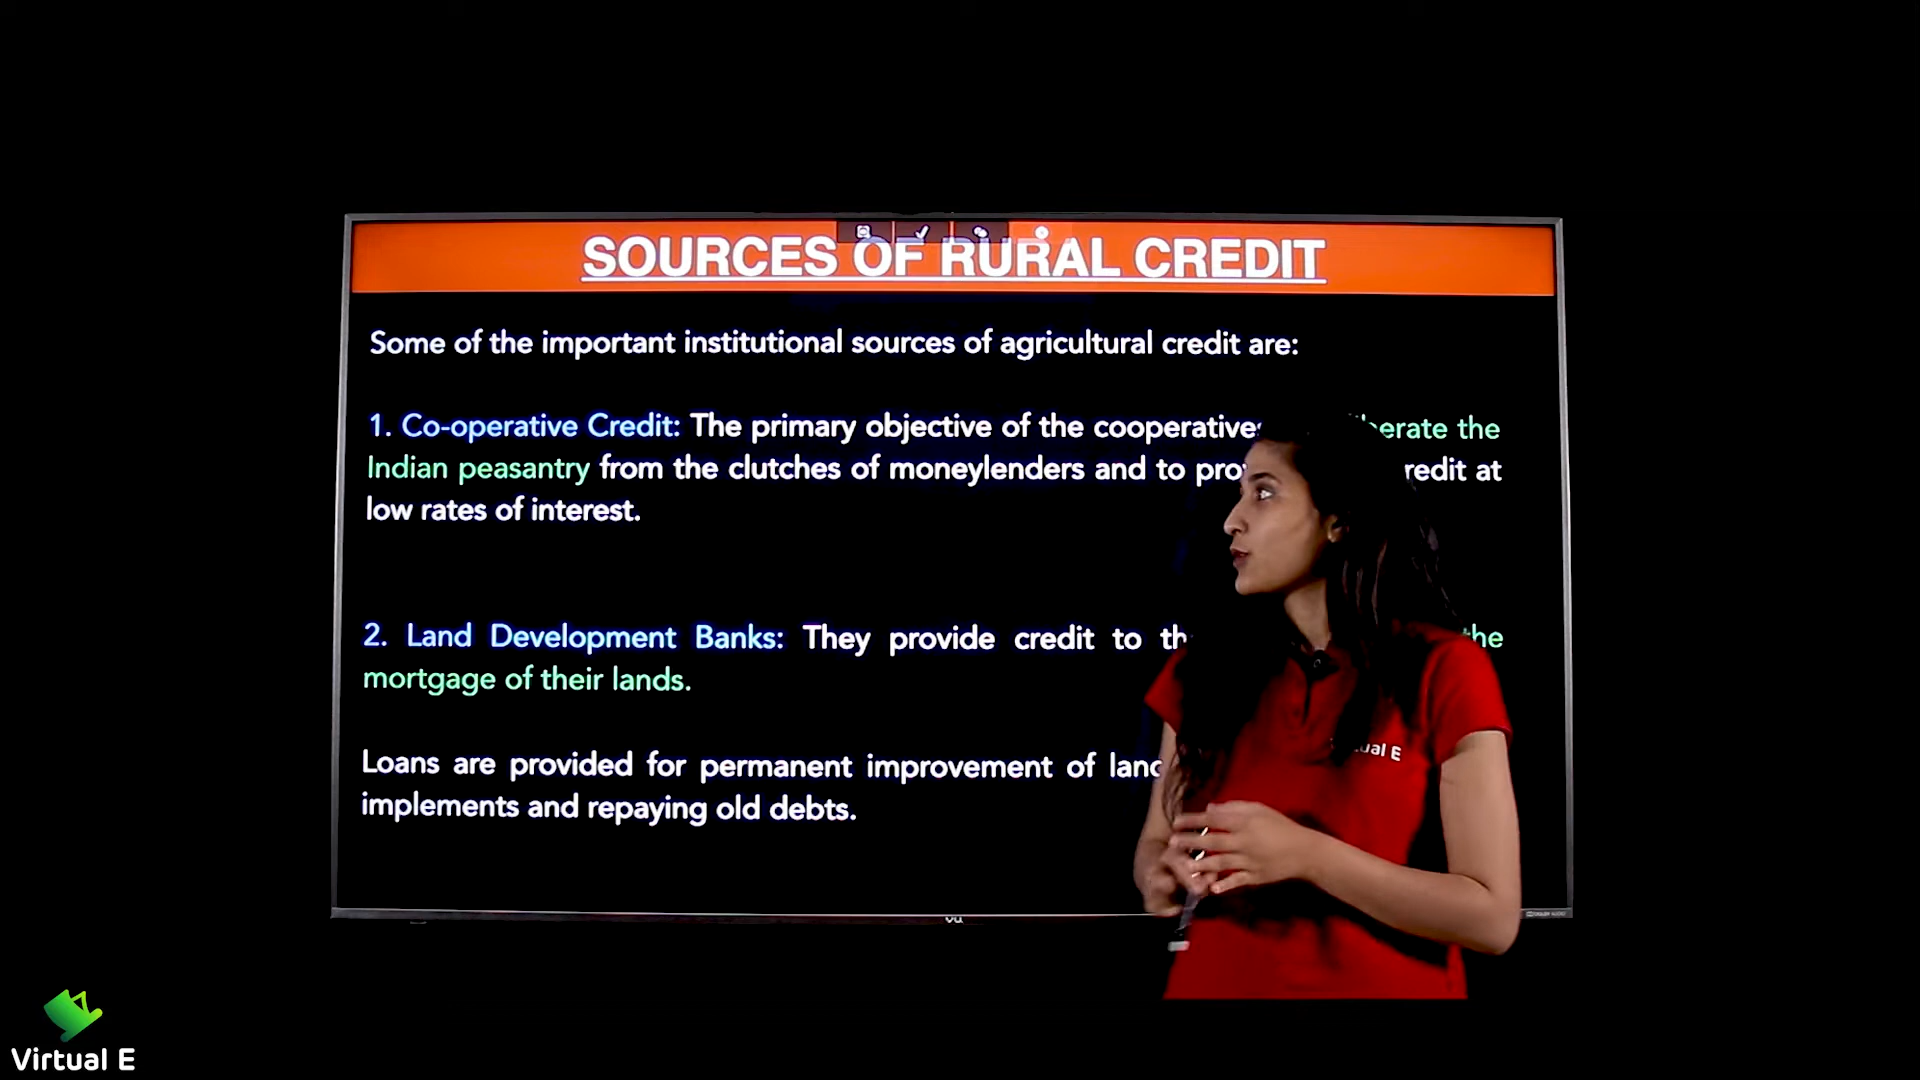 SOURCES OF RURAL CREDIT
Some of the important institutional sources of agricultural credit are:
1. Co-operative Credit: The primary objective of the the
Indian peasantry from the clutches of moneylenders and to at
low rates of interest.
2. Land Development Banks: They provide credit to the
mortgage of their lands.
Loans are provided for permanent improvement of
implements and repaying old debts.
Virtual E